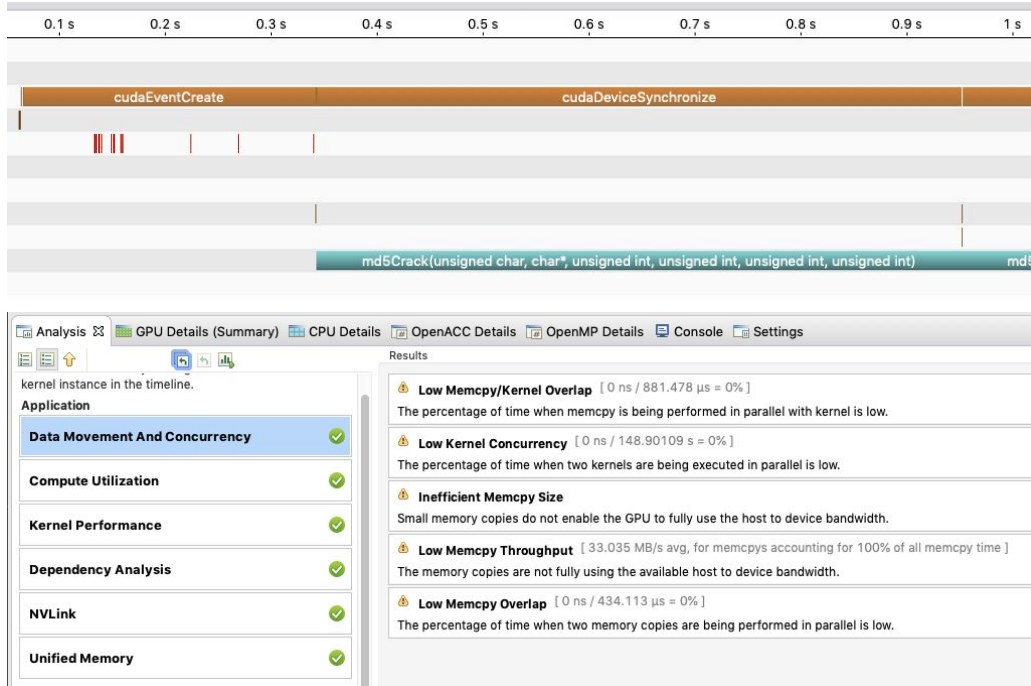 0.1 s 0.2 s 0.3 s 0.4 s 0.5 s 0.6 s 0.7 s 0.8 s 0.9 s 1 s
cudaEventCreate cudaDeviceSynchronize
md5Crack(unsigned char, char*, unsigned int, unsigned int, unsigned int, unsigned int) md5
Analysis GPU Details (Summary) CPU Details OpenACC Details OpenMP Details Console Settings
kernel instance in the timeline.
Application
Data Movement And Concurrency
Compute Utilization
Kernel Performance
Dependency Analysis
NVLink
Unified Memory
Results
Low Memcpy/Kernel Overlap [ 0 ns / 881.478 µs = 0% ]
The percentage of time when memcpy is being performed in parallel with kernel is low.
Low Kernel Concurrency [ 0 ns / 148.90109 s = 0% ]
The percentage of time when two kernels are being executed in parallel is low.
Inefficient Memcpy Size
Small memory copies do not enable the GPU to fully use the host to device bandwidth.
Low Memcpy Throughput [ 33.035 MB/s avg, for memcpys accounting for 100% of all memcpy time ]
The memory copies are not fully using the available host to device bandwidth.
Low Memcpy Overlap [ 0 ns / 434.113 µs = 0% ]
The percentage of time when two memory copies are being performed in parallel is low.